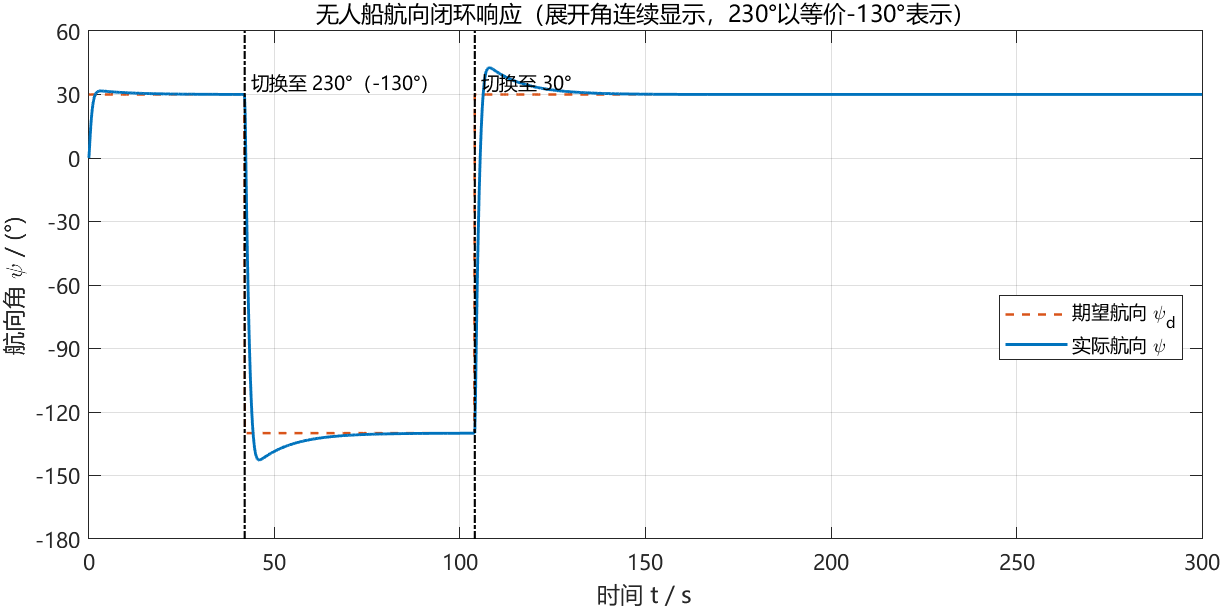 无人船航向闭环响应（展开角连续显示，230°以等价-130°表示）
60
30
0
-30
-60
-90
-120
-150
-180
航向角 ψ / (°)
切换至 230°（-130°）
切换至 30°
期望航向 ψd
实际航向 ψ
0 50 100 150 200 250 300
时间 t / s